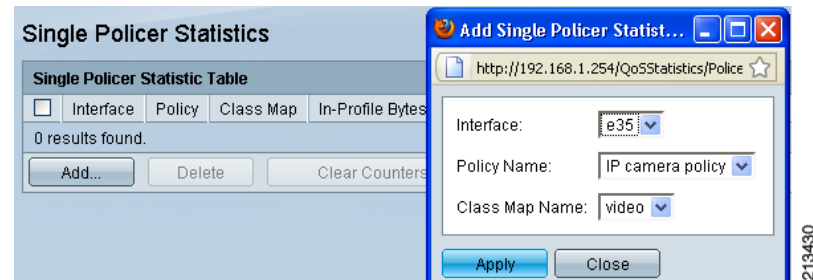 Single Policer Statistics
Single Policer Statistic Table
Interface Policy Class Map In-Profile Bytes
0 results found.
Add... Delete Clear Counters
Add Single Policer Statist...
http://192.168.1.254/QoSStatistics/Police
Interface: e35
Policy Name: IP camera policy
Class Map Name: video
Apply Close
213430